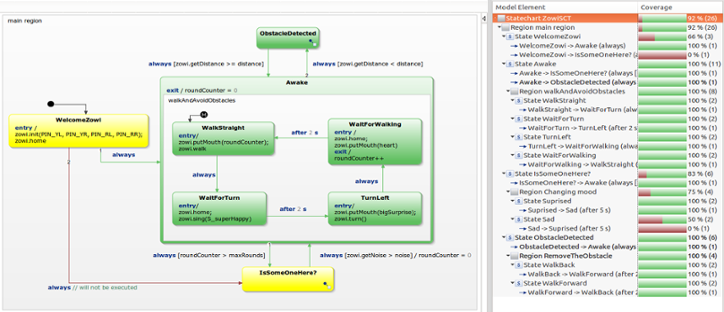 main region
ObstacleDetected
always [zowi.getDistance >= distance]
always [zowi.getDistance < distance]
Awake
exit / roundCounter = 0
walkAndAvoidObstacles
WelcomeZowi
entry /
zowi.init(PIN_YL, PIN_YR, PIN_RL, PIN_RR);
zowi.home
always
WalkStraight
entry /
zowi.putMouth(roundCounter);
zowi.walk
after 2 s
WaitForWalking
entry /
zowi.home;
zowi.putMouth(heart)
exit /
roundCounter++
always
always
WaitForTurn
entry/
zowi.home;
zowi.sing(S_superHappy)
after 2 s
TurnLeft
entry/
zowi.putMouth(bigSurprise);
zowi.turn()
always [roundCounter > maxRounds]
always [zowi.getNoise > noise] / roundCounter = 0
IsSomeOneHere?
always // will not be executed
Model Element
Coverage
Statechart ZowiSCT 92 % (26)
Region main region 92 % (26)
State WelcomeZowi 66 % (3)
WelcomeZowi -> Awake (always) 100 % (1)
WelcomeZowi -> IsSomeOneHere? (always) 0 % (1)
State Awake 100 % (11)
Awake -> IsSomeOneHere? (always [ 100 % (1)
Awake -> ObstacleDetected (always 100 % (1)
Region walkAndAvoidObstacles 100 % (8)
State WalkStraight 100 % (2)
WalkStraight -> WaitForTurn (alw 100 % (1)
State WaitForTurn 100 % (2)
WaitForTurn -> TurnLeft (after 2 s 100 % (1)
State TurnLeft 100 % (2)
TurnLeft -> WaitForWalking (alwa 100 % (1)
State WaitForWalking 100 % (2)
WaitForWalking -> WalkStraight ( 100 % (1)
State IsSomeOneHere? 83 % (6)
IsSomeOneHere? -> Awake (always 100 % (1)
Region Changing mood 75 % (4)
State Suprised 100 % (2)
Suprised -> Sad (after 5 s) 100 % (1)
State Sad 50 % (2)
Sad -> Suprised (after 5 s) 0 % (1)
State ObstacleDetected 100 % (6)
ObstacleDetected -> Awake (always 100 % (1)
Region RemoveTheObstacle 100 % (4)
State WalkBack 100 % (2)
WalkBack -> WalkForward (after 100 % (1)
State WalkForward 100 % (2)
WalkForward -> WalkBack (after 2 100 % (1)